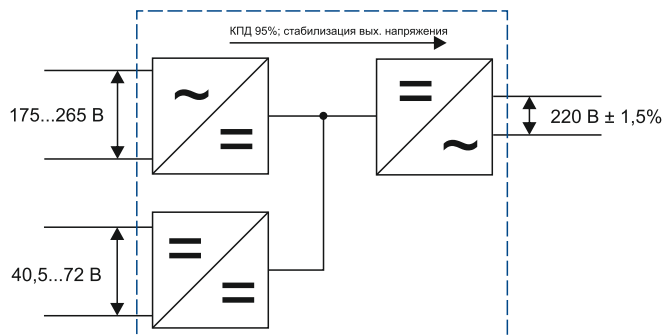 КПД 95%; стабилизация вых. напряжения
175...265 В
220 В ± 1,5%
40,5...72 В